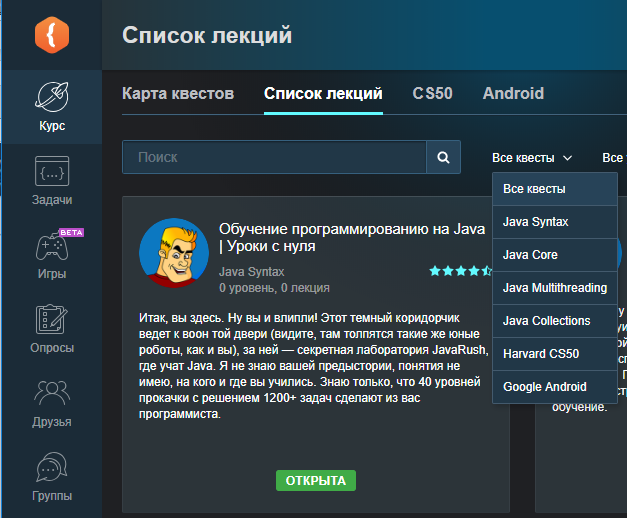 Список лекций
Карта квестов
Список лекций
CS50
Android
Курс
Задачи
BETA
Игры
Опросы
Друзья
Группы
Поиск
Все квесты
Все
Все квесты
Java Syntax
Java Core
Java Multithreading
Java Collections
Harvard CS50
Google Android
Обучение программированию на Java
| Уроки с нуля
Java Syntax
0 уровень, 0 лекция
Итак, вы здесь. Ну вы и влипли! Этот темный коридорчик
ведет к воон той двери (видите, там толпятся такие же юные
роботы, как и вы), за ней — секретная лаборатория JavaRush,
где учат Java. Я не знаю вашей предыстории, понятия не
имею, на кого и где вы учились. Знаю только, что 40 уровней
прокачки с решением 1200+ задач сделают из вас
программиста.
ОТКРЫТА
обучение.